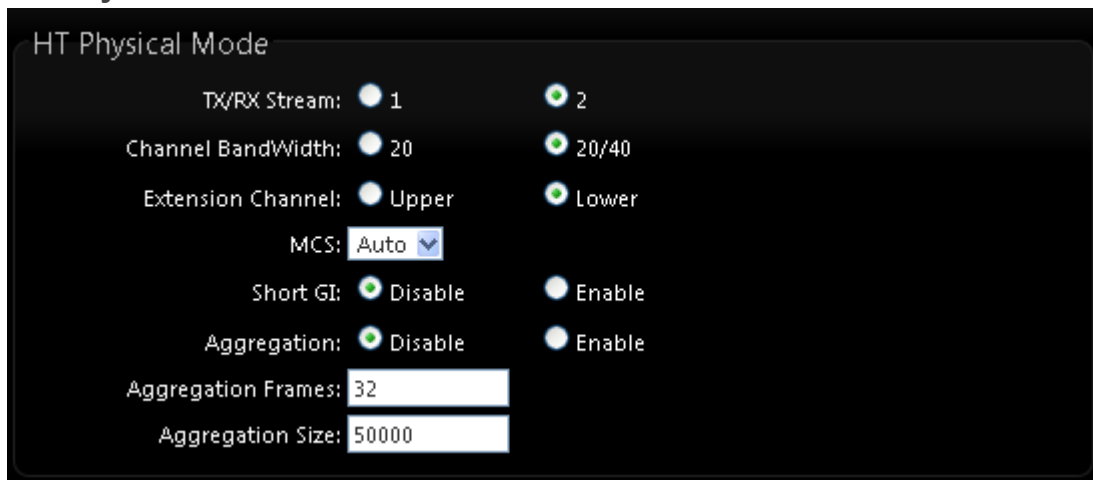 HT Physical Mode
TX/RX Stream: 1 2
Channel BandWidth: 20 20/40
Extension Channel: Upper Lower
MCS: Auto
Short GI: Disable Enable
Aggregation: Disable Enable
Aggregation Frames: 32
Aggregation Size: 50000